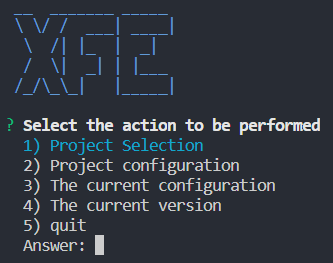 XFE
? Select the action to be performed
1) Project Selection
2) Project configuration
3) The current configuration
4) The current version
5) quit
Answer: